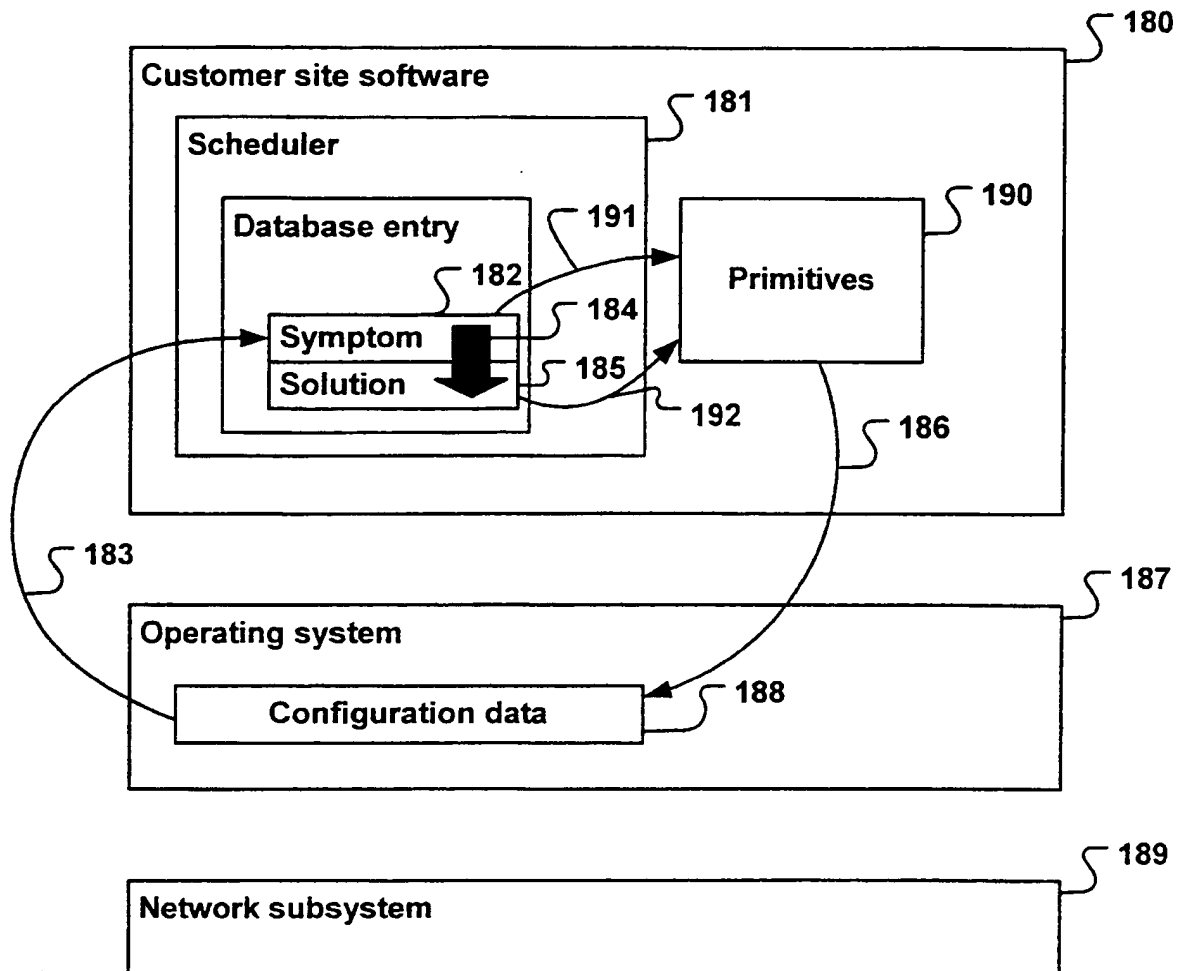 180
Customer site software
181
Scheduler
190
Database entry
191
Primitives
182
Symptom
184
Solution
185
192
186
183
187
Operating system
188
Configuration data
189
Network subsystem